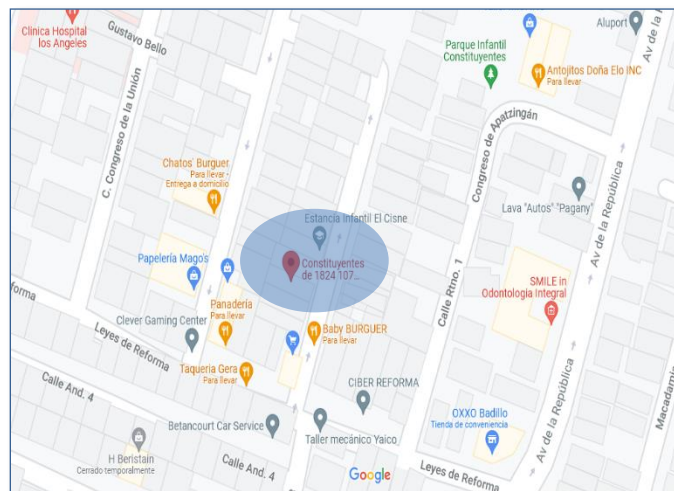 Clínica Hospital
los Angeles
Gustavo Bello
C. Congreso de la Unión
Chatos' Burguer
Para llevar -
Entrega a domicilio
Parque Infantil
Constituyentes
Aluport
Av de la República
Antojitos Doña Elo INC
Para llevar
Congreso de Apatzingán
Lava "Autos" "Pagany"
Av de la República
Estancia Infantil El Cisne
Constituyentes
de 1824 107...
Papelería Mago's
eforma
Leyes de Reforma
Clever Gaming Center
Panadería
Para llevar
Baby BURGUER
Para llevar
Taqueria Gera
Para llevar
Calle Rtno. 1
SMILE in
Odontologia Integral
Macadamia
Calle And. 4
CIBER REFORMA
Betancourt Car Service
Taller mecánico Yaico
OXXO Badillo
Tienda de conveniencia
Av de la República
H Beristain
Cerrado temporalmente
Calle And. 4
Google
Leyes de Reforma